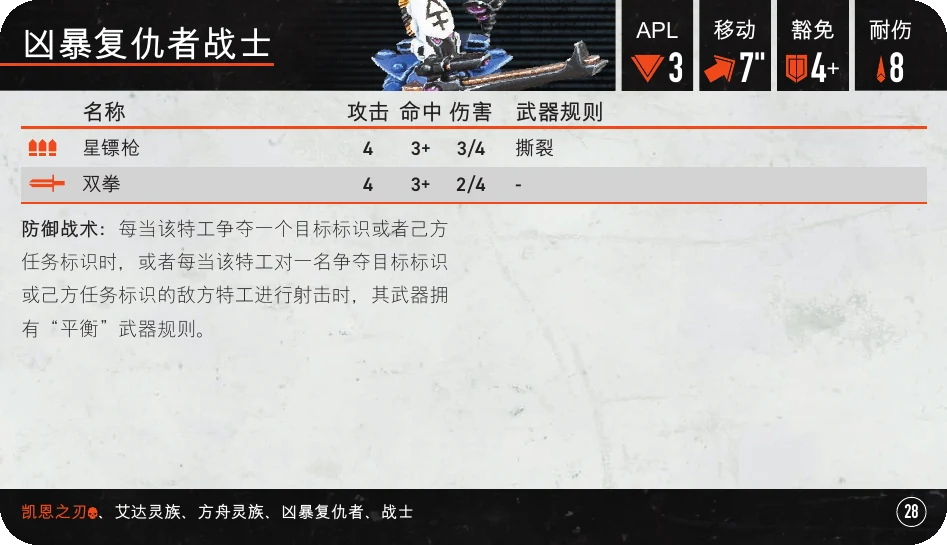 凶暴复仇者战士
APL 移动 豁免 耐伤
3 7" 4+ 8
名称 攻击 命中 伤害 武器规则
星镖枪 4 3+ 3/4 撕裂
双拳 4 3+ 2/4 -
防御战术：每当该特工争夺一个目标标识或者己方
任务标识时，或者每当该特工对一名争夺目标标识
或己方任务标识的敌方特工进行射击时，其武器拥
有“平衡”武器规则。
凯恩之刃、艾达灵族、方舟灵族、凶暴复仇者、战士
28